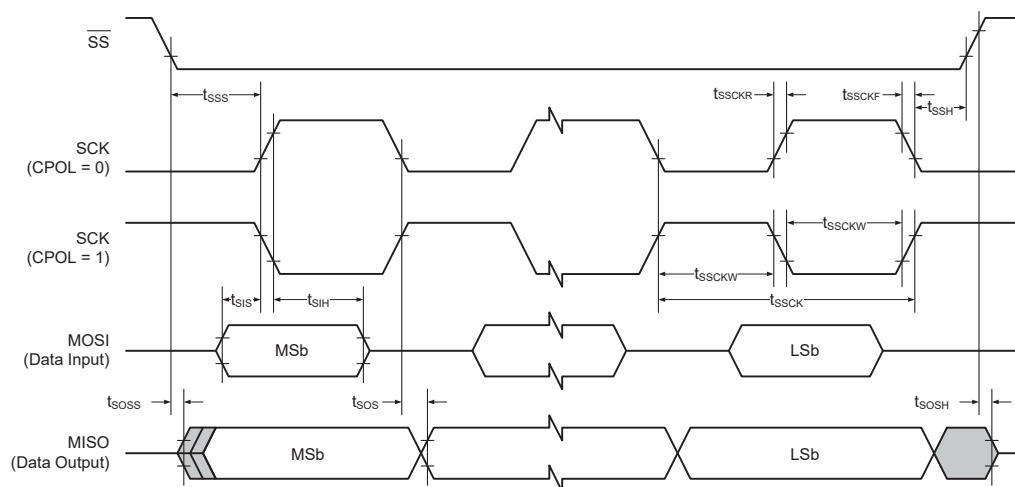 SS
tSSS
tSSCKR
tSSCKF
tSSH
SCK
(CPOL = 0)
SCK
(CPOL = 1)
tSSCKW
tSSCKW
tSSCK
tSIS
tSIH
MOSI
(Data Input)
MSb
LSb
tSOSS
tSOS
tSOSH
MISO
(Data Output)
MSb
LSb